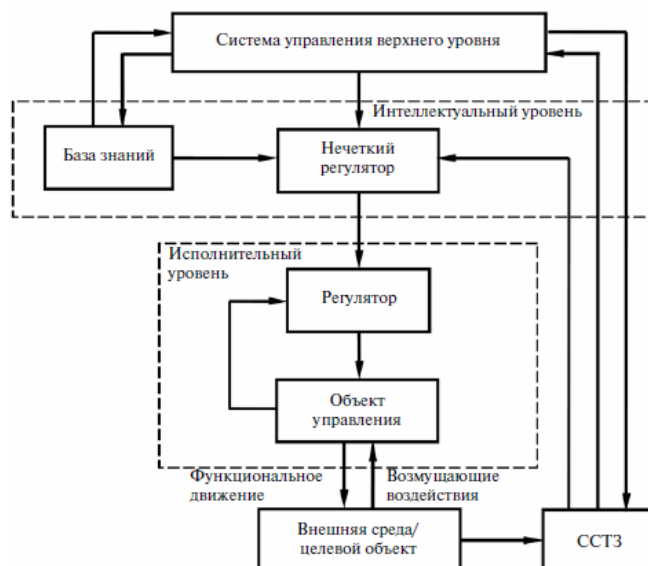 Система управления верхнего уровня
Интеллектуальный уровень
База знаний
Нечеткий
регулятор
Исполнительный
уровень
Регулятор
Объект
управления
Функциональное
движение
Возмущающие
воздействия
Внешняя среда/
целевой объект
ССТЗ